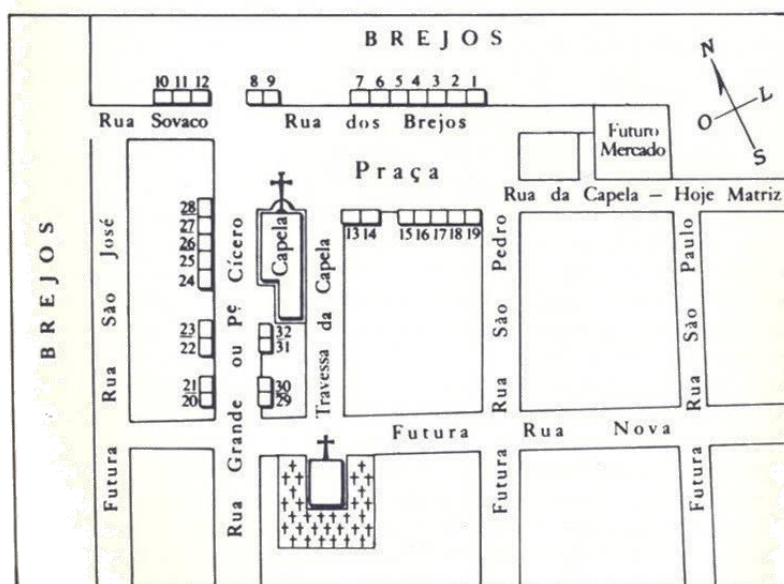 BREJOS
N
L
O
S
10 11 12
8 9
7 6 5 4 3 2 1
Rua Sovaco
Rua dos Brejos
Futuro
Mercado
Praça
Rua da Capela – Hoje Matriz
28
27
26
25
24
23
22
21
20
Capela
13 14
15 16 17 18 19
32
31
30
29
BREJOS
Futura Rua São José
Rua Grande ou Pe Cícero
Travessa da Capela
Futura Rua São Pedro
Futura Rua São Paulo
Futura Rua Nova